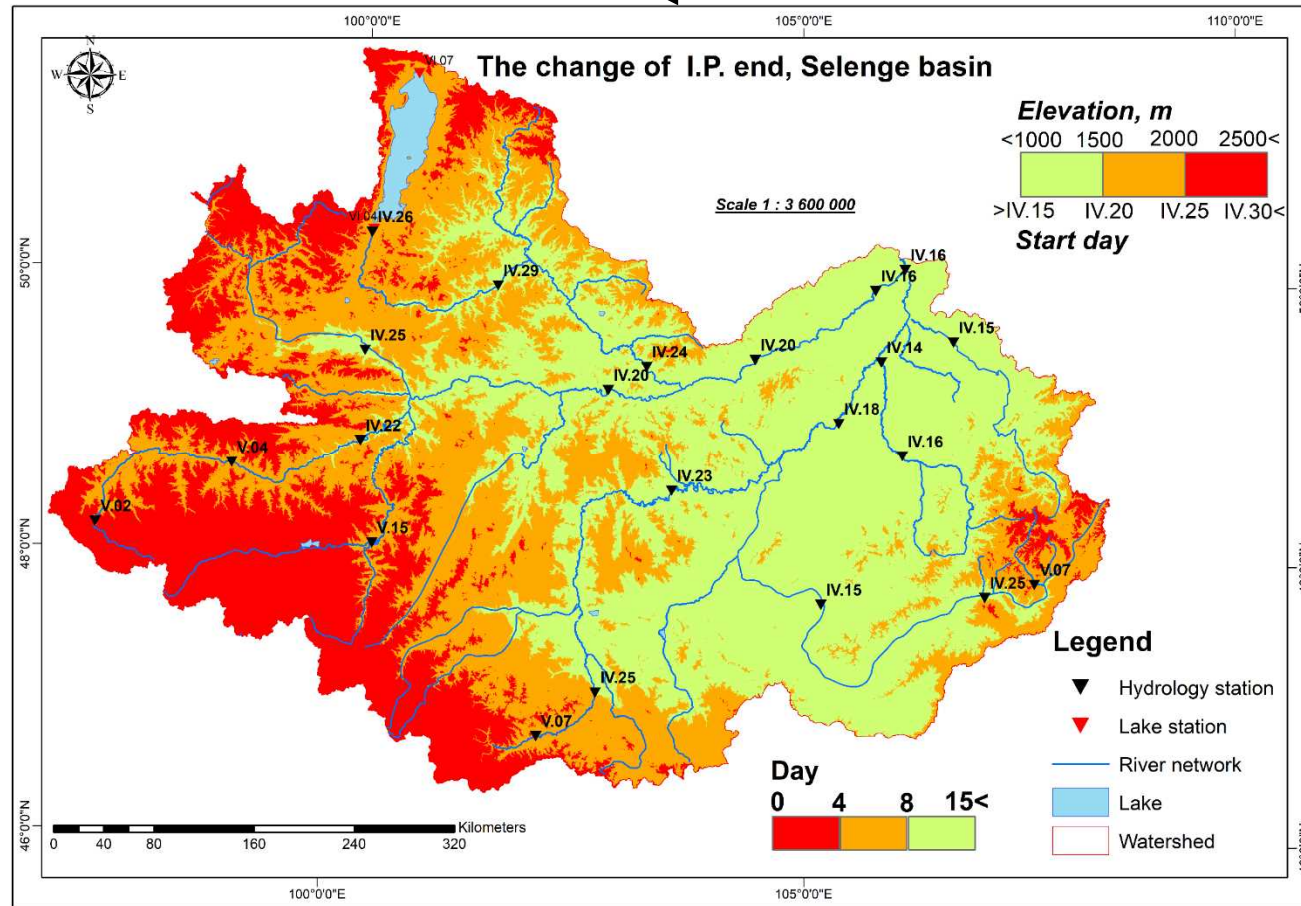 100°0'0"E 105°0'0"E 110°0'0"E
N
W E
S
The change of I.P. end, Selenge basin
VI.07
Elevation, m
<1000 1500 2000 2500<
>IV.15 IV.20 IV.25 IV.30<
Start day
Scale 1 : 3 600 000
VI.04 IV.26
50°0'0"N
IV.16
IV.16
IV.29
IV.15
IV.25
IV.14
IV.24
IV.20
IV.20
IV.18
IV.22
IV.16
V.04
IV.23
V.02
V.15
48°0'0"N
V.07
IV.25
IV.15
IV.25
V.07
Legend
Hydrology station
Lake station
River network
Lake
Watershed
Day
0 4 8 15<
46°0'0"N
Kilometers
0 40 80 160 240 320
100°0'0"E 105°0'0"E